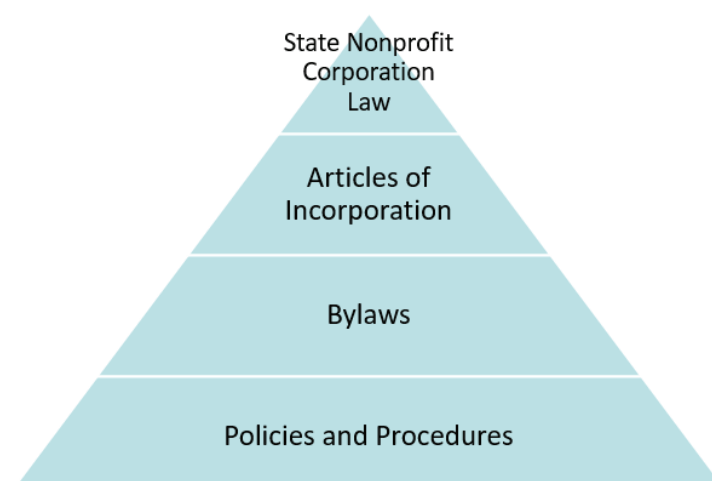 State Nonprofit
Corporation
Law
Articles of
Incorporation
Bylaws
Policies and Procedures